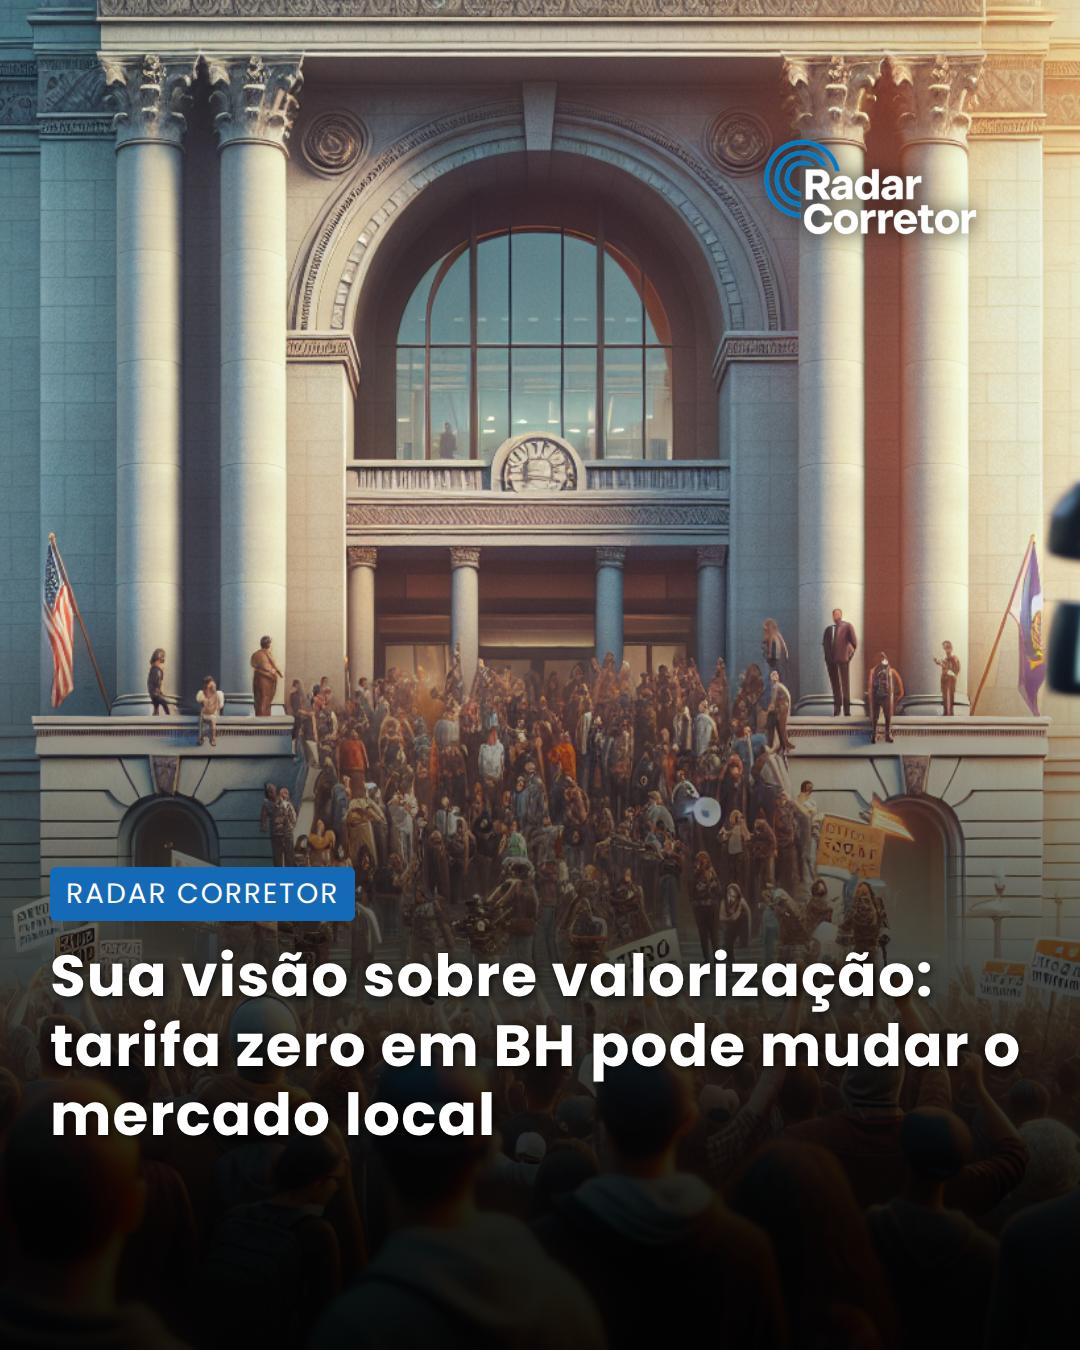 Radar
Corretor
RADAR CORRETOR
Sua visão sobre valorização:
tarifa zero em BH pode mudar o
mercado local